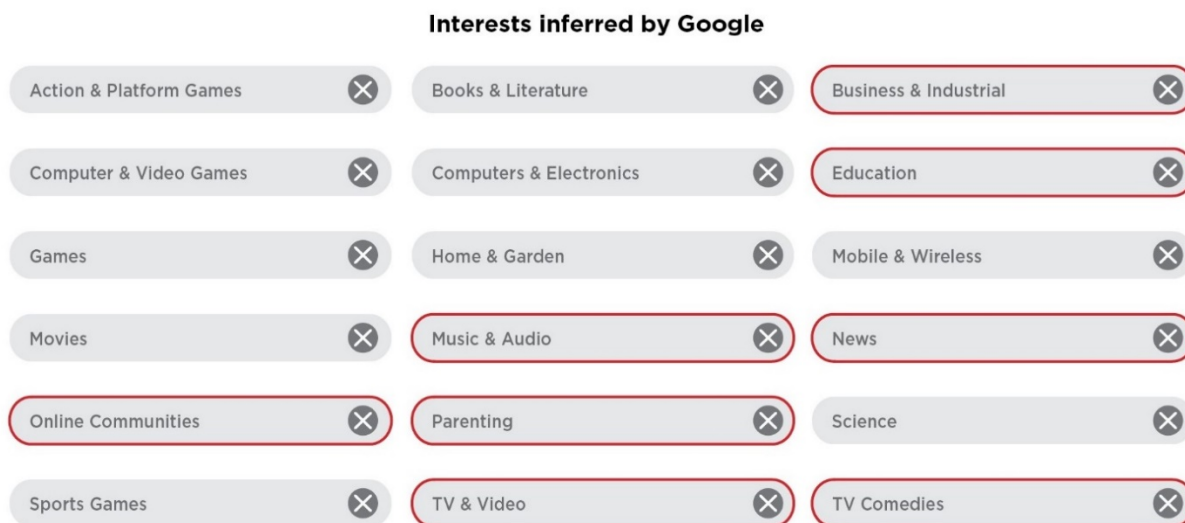 Interests inferred by Google
Action & Platform Games
Books & Literature
Business & Industrial
Computer & Video Games
Computers & Electronics
Education
Games
Home & Garden
Mobile & Wireless
Movies
Music & Audio
News
Online Communities
Parenting
Science
Sports Games
TV & Video
TV Comedies